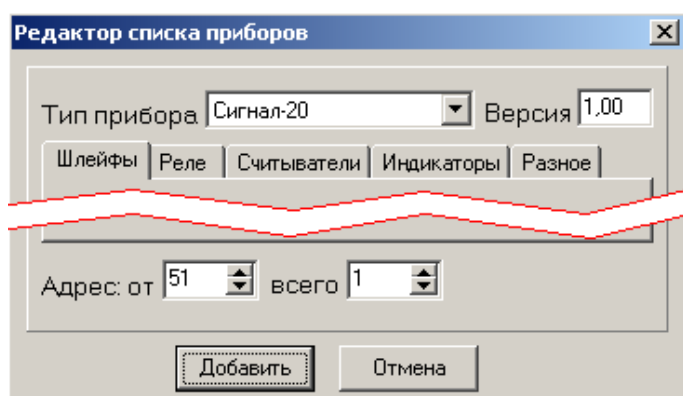 Редактор списка приборов
Тип прибора Сигнал-20 Версия 1,00
Шлейфы Реле Считыватели Индикаторы Разное
Адрес: от 51 всего 1
Добавить Отмена